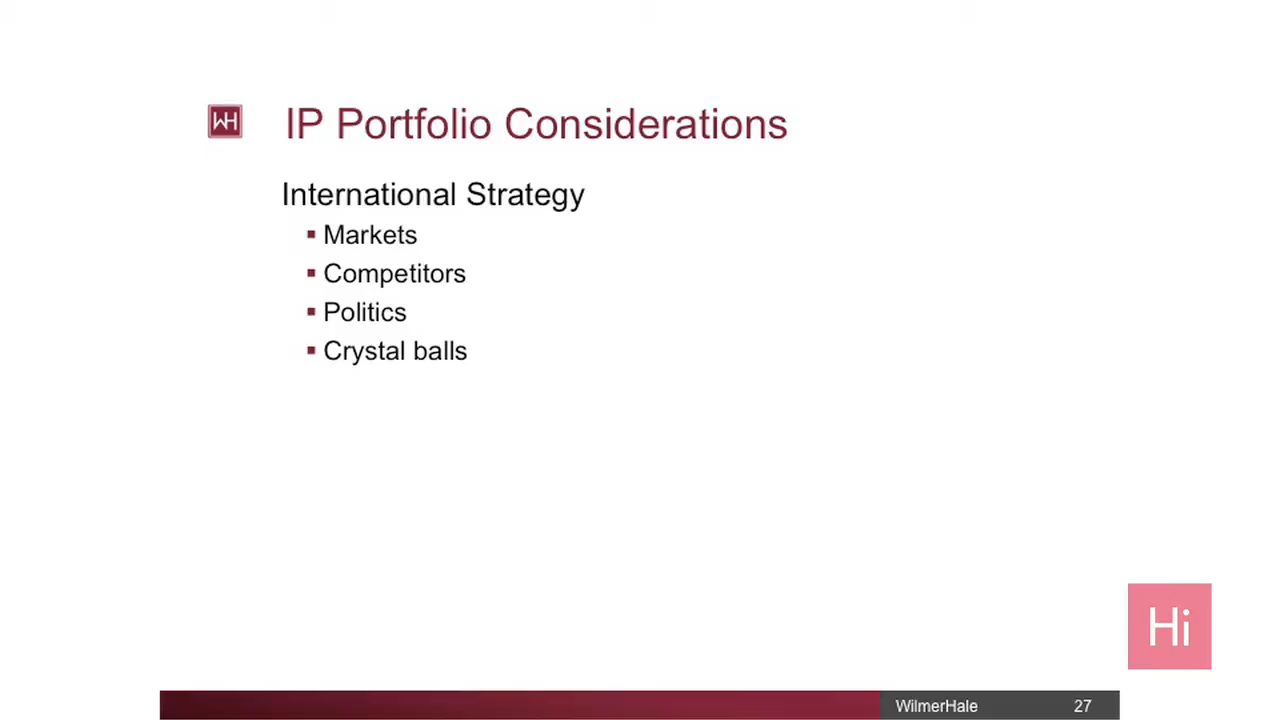 WH
IP Portfolio Considerations
International Strategy
▪ Markets
▪ Competitors
▪ Politics
▪ Crystal balls
Hi
WilmerHale 27